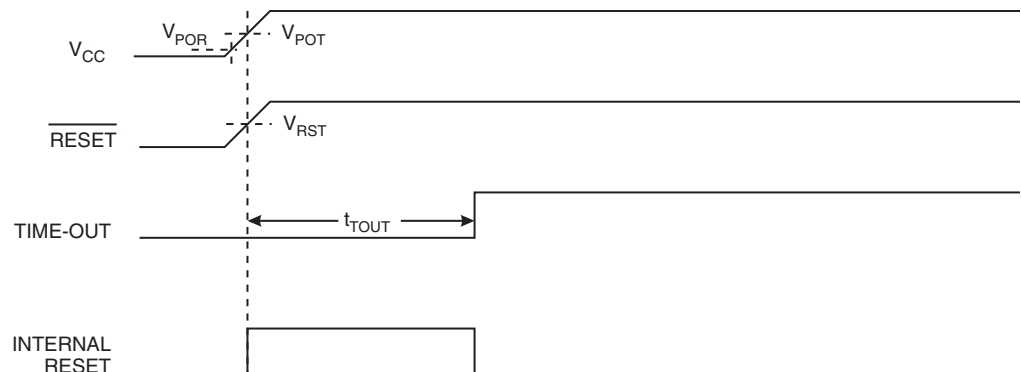 V_POR
V_POT
V_CC
RESET
V_RST
TIME-OUT
t_TOUT
INTERNAL
RESET